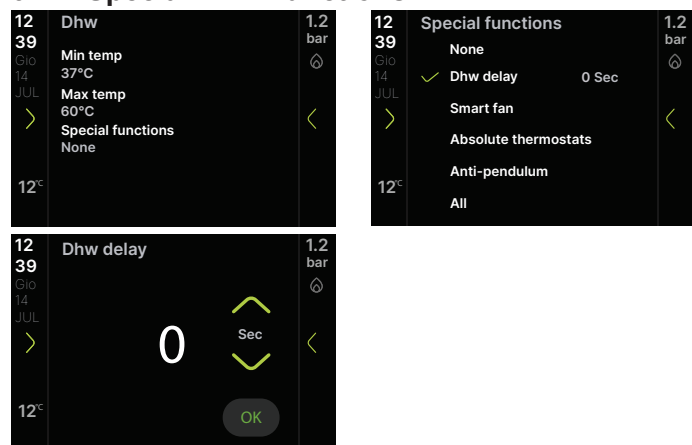 12
39
Gio
14
JUL
12°C
Dhw
Min temp
37°C
Max temp
60°C
Special functions
None
1.2
bar
12
39
Gio
14
JUL
12°C
Special functions
None
Dhw delay 0 Sec
Smart fan
Absolute thermostats
Anti-pendulum
All
1.2
bar
12
39
Gio
14
JUL
12°C
Dhw delay
0
Sec
OK
1.2
bar